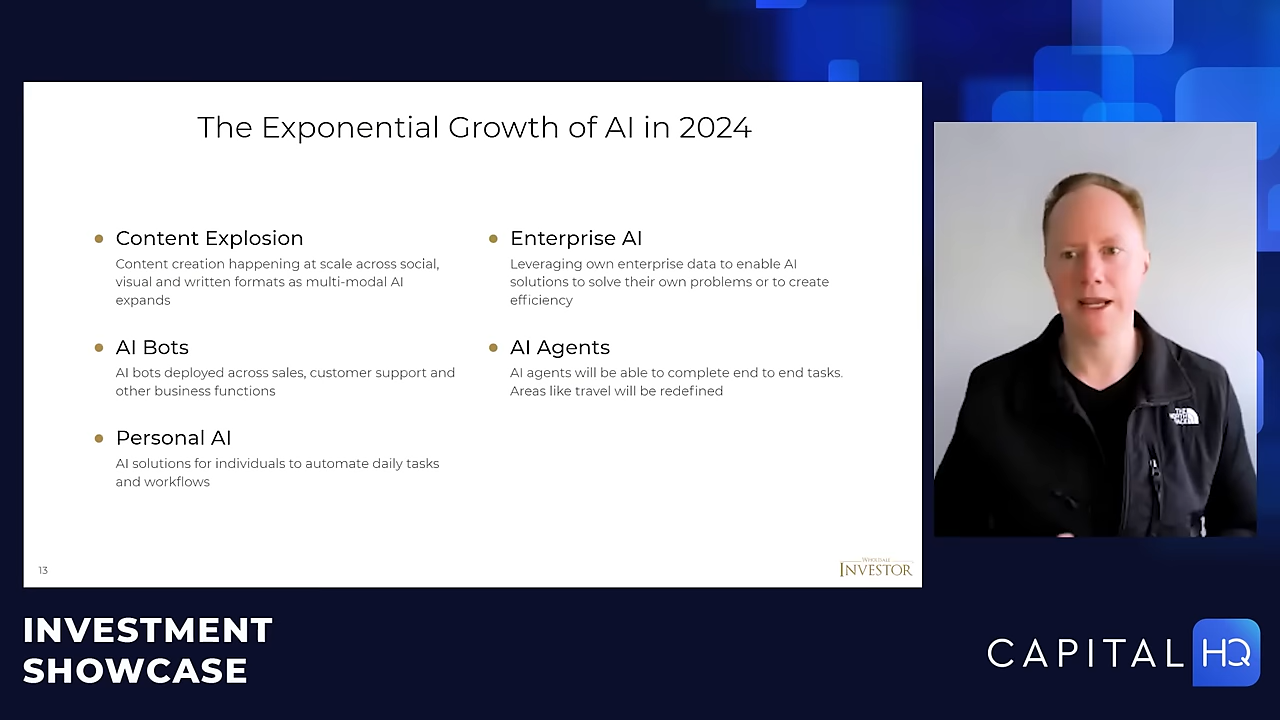 The Exponential Growth of AI in 2024
Content Explosion
Content creation happening at scale across social,
visual and written formats as multi-modal AI
expands
AI Bots
AI bots deployed across sales, customer support and
other business functions
Personal AI
AI solutions for individuals to automate daily tasks
and workflows
Enterprise AI
Leveraging own enterprise data to enable AI
solutions to solve their own problems or to create
efficiency
AI Agents
AI agents will be able to complete end to end tasks.
Areas like travel will be redefined
13
WHOLESALE
INVESTOR
THE
NORTH
FACE
INVESTMENT
SHOWCASE
CAPITAL HQ